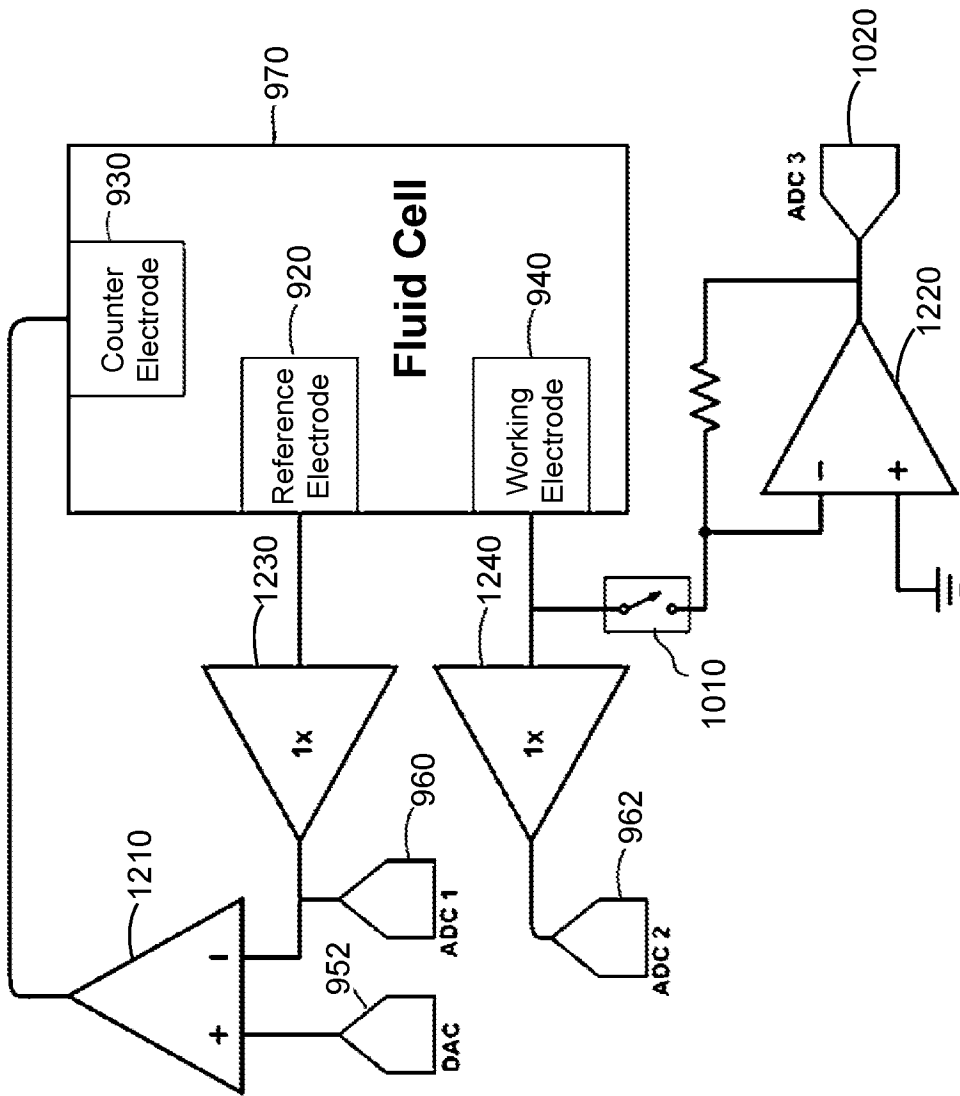 970
930
Counter
Electrode
920
Reference
Electrode
Fluid Cell
940
Working
Electrode
1020
ADC 3
1220
−
+
1230
1x
1240
1x
1010
1210
−
+
960
ADC 1
952
DAC
962
ADC 2